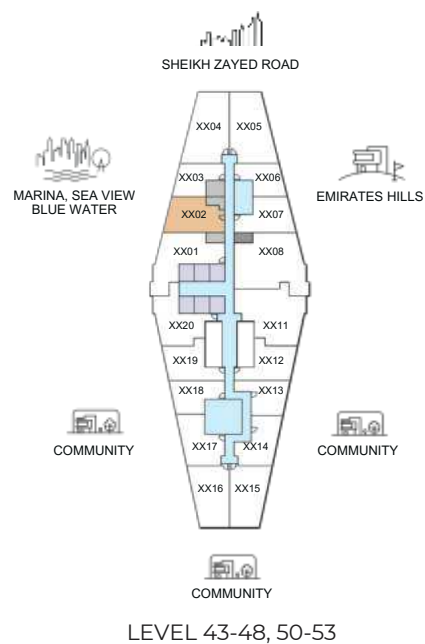 SHEIKH ZAYED ROAD
XX04 XX05
MARINA, SEA VIEW
BLUE WATER
XX03 XX06
EMIRATES HILLS
XX02 XX07
XX01 XX08
XX20 XX11
XX19 XX12
XX18 XX13
COMMUNITY
XX17 XX14
COMMUNITY
XX16 XX15
COMMUNITY
LEVEL 43-48, 50-53